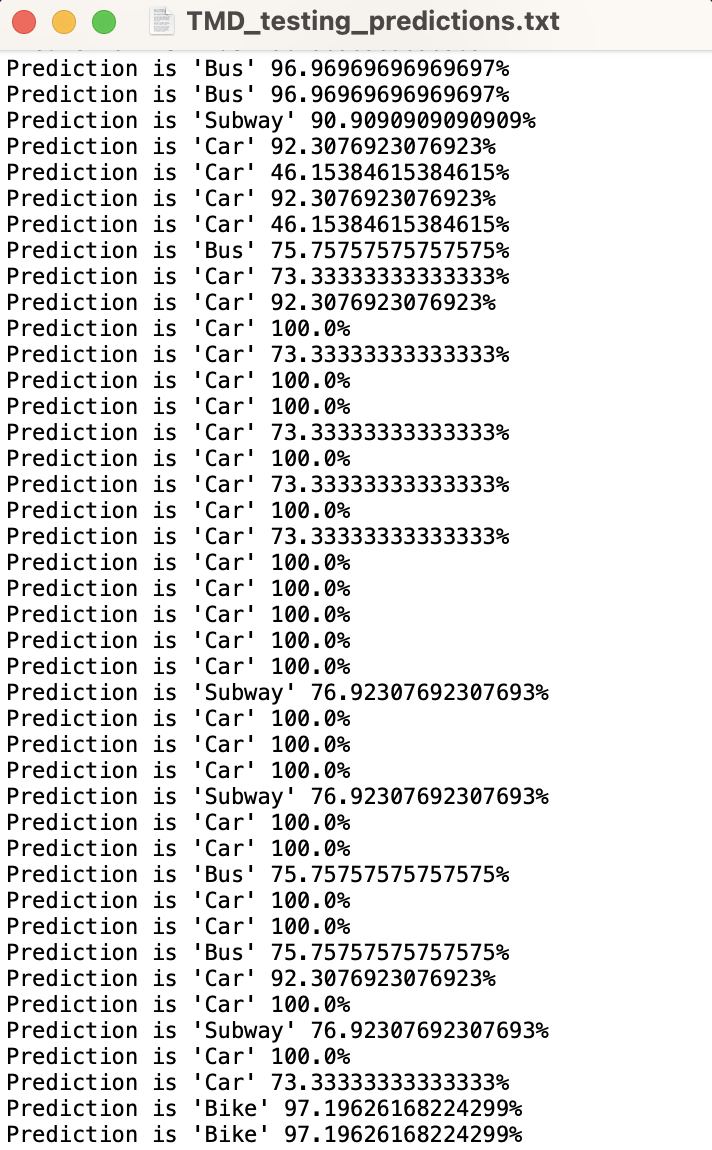 TMD_testing_predictions.txt
Prediction is 'Bus' 96.96969696969697%
Prediction is 'Bus' 96.96969696969697%
Prediction is 'Subway' 90.9090909090909%
Prediction is 'Car' 92.3076923076923%
Prediction is 'Car' 46.15384615384615%
Prediction is 'Car' 92.3076923076923%
Prediction is 'Car' 46.15384615384615%
Prediction is 'Bus' 75.75757575757575%
Prediction is 'Car' 73.33333333333333%
Prediction is 'Car' 92.3076923076923%
Prediction is 'Car' 100.0%
Prediction is 'Car' 73.33333333333333%
Prediction is 'Car' 100.0%
Prediction is 'Car' 100.0%
Prediction is 'Car' 73.33333333333333%
Prediction is 'Car' 100.0%
Prediction is 'Car' 73.33333333333333%
Prediction is 'Car' 100.0%
Prediction is 'Car' 73.33333333333333%
Prediction is 'Car' 100.0%
Prediction is 'Car' 100.0%
Prediction is 'Car' 100.0%
Prediction is 'Car' 100.0%
Prediction is 'Car' 100.0%
Prediction is 'Subway' 76.92307692307693%
Prediction is 'Car' 100.0%
Prediction is 'Car' 100.0%
Prediction is 'Car' 100.0%
Prediction is 'Subway' 76.92307692307693%
Prediction is 'Car' 100.0%
Prediction is 'Car' 100.0%
Prediction is 'Bus' 75.75757575757575%
Prediction is 'Car' 100.0%
Prediction is 'Car' 100.0%
Prediction is 'Bus' 75.75757575757575%
Prediction is 'Car' 92.3076923076923%
Prediction is 'Car' 100.0%
Prediction is 'Subway' 76.92307692307693%
Prediction is 'Car' 100.0%
Prediction is 'Car' 73.33333333333333%
Prediction is 'Bike' 97.19626168224299%
Prediction is 'Bike' 97.19626168224299%